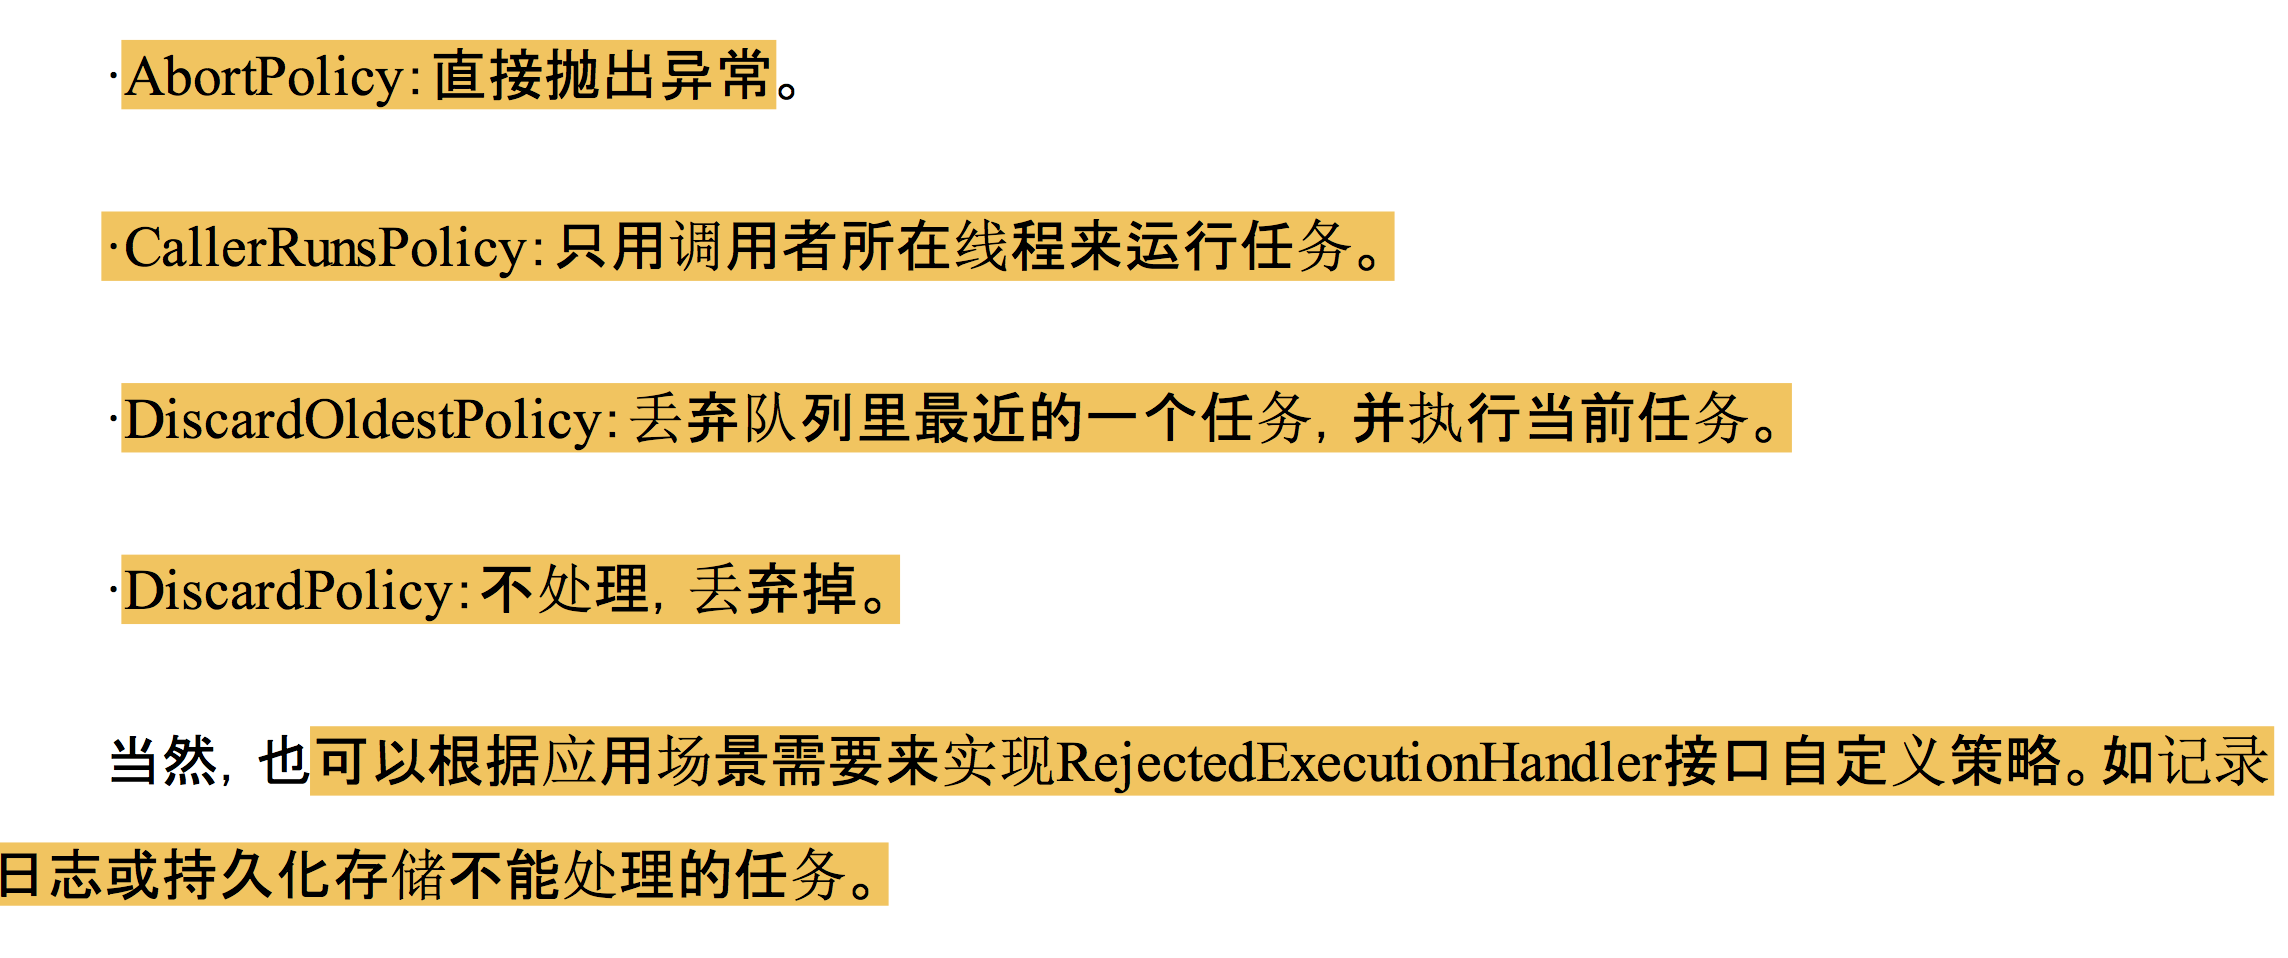 ·AbortPolicy:直接抛出异常。
·CallerRunsPolicy:只用调用者所在线程来运行任务。
·DiscardOldestPolicy:丢弃队列里最近的一个任务,并执行当前任务。
·DiscardPolicy:不处理,丢弃掉。
当然,也可以根据应用场景需要来实现RejectedExecutionHandler接口自定义策略。如记录
日志或持久化存储不能处理的任务。